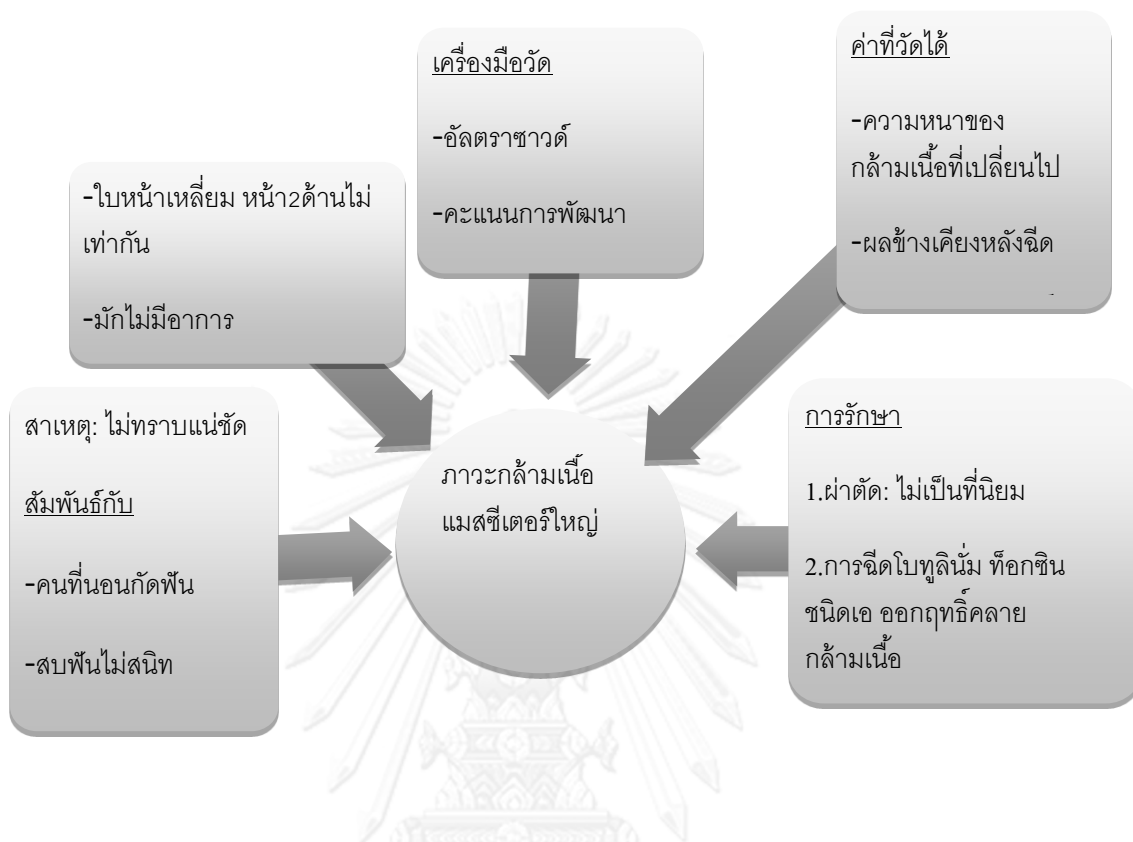 เครื่องมือวัด
-อัลตราซาวด์
-คะแนนการพัฒนา
ค่าที่วัดได้
-ความหนาของ
กล้ามเนื้อที่เปลี่ยนไป
-ผลข้างเคียงหลังฉีด
-ใบหน้าเหลี่ยม หน้า2ด้านไม่
เท่ากัน
-มักไม่มีอาการ
สาเหตุ: ไม่ทราบแน่ชัด
สัมพันธ์กับ
-คนที่นอนกัดฟัน
-สบฟันไม่สนิท
ภาวะกล้ามเนื้อ
แมสซีเตอร์ใหญ่
การรักษา
1.ผ่าตัด: ไม่เป็นที่นิยม
2.การฉีดโบทูลินั่ม ท็อกซิน
ชนิดเอ ออกฤทธิ์คลาย
กล้ามเนื้อ